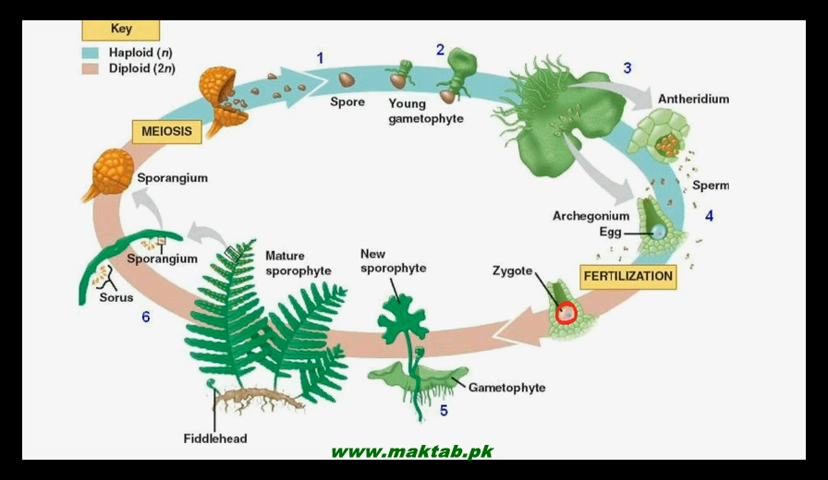 Key
Haploid (n)
Diploid (2n)
1
2
3
Spore
Young
gametophyte
Antheridium
MEIOSIS
Sporangium
Sperm
4
Archegonium
Egg
Sporangium
Mature
sporophyte
New
sporophyte
Zygote
FERTILIZATION
Sorus
6
Gametophyte
5
Fiddlehead
www.maktab.pk